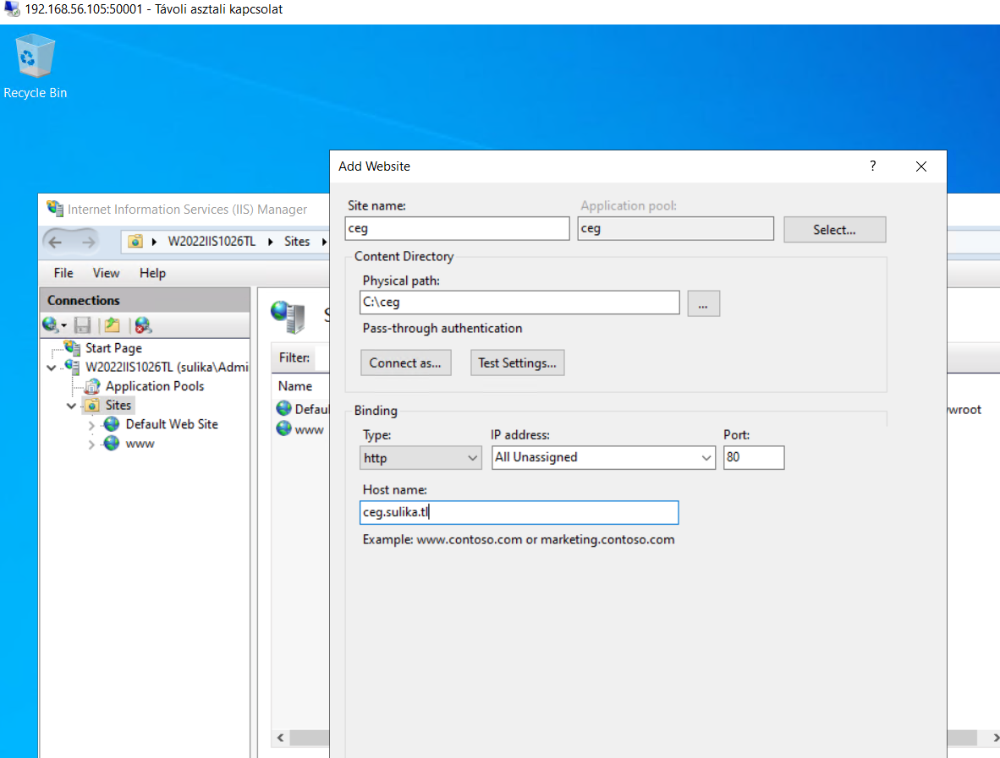 192.168.56.105:50001 - Távoli asztali kapcsolat
Recycle Bin
Add Website
?
Internet Information Services (IIS) Manager
Site name:
Application pool:
ceg
ceg
Select...
W2022IIS1026TL
Sites
Content Directory
File
View
Help
Physical path:
C:\ceg
...
Connections
Pass-through authentication
Connect as...
Test Settings...
Start Page
Filter:
W2022IIS1026TL (sulika\Admi
Application Pools
Name
Sites
Defaul
wroot
Default Web Site
www
www
Binding
Type:
IP address:
Port:
http
All Unassigned
80
Host name:
ceg.sulika.tl
Example: www.contoso.com or marketing.contoso.com